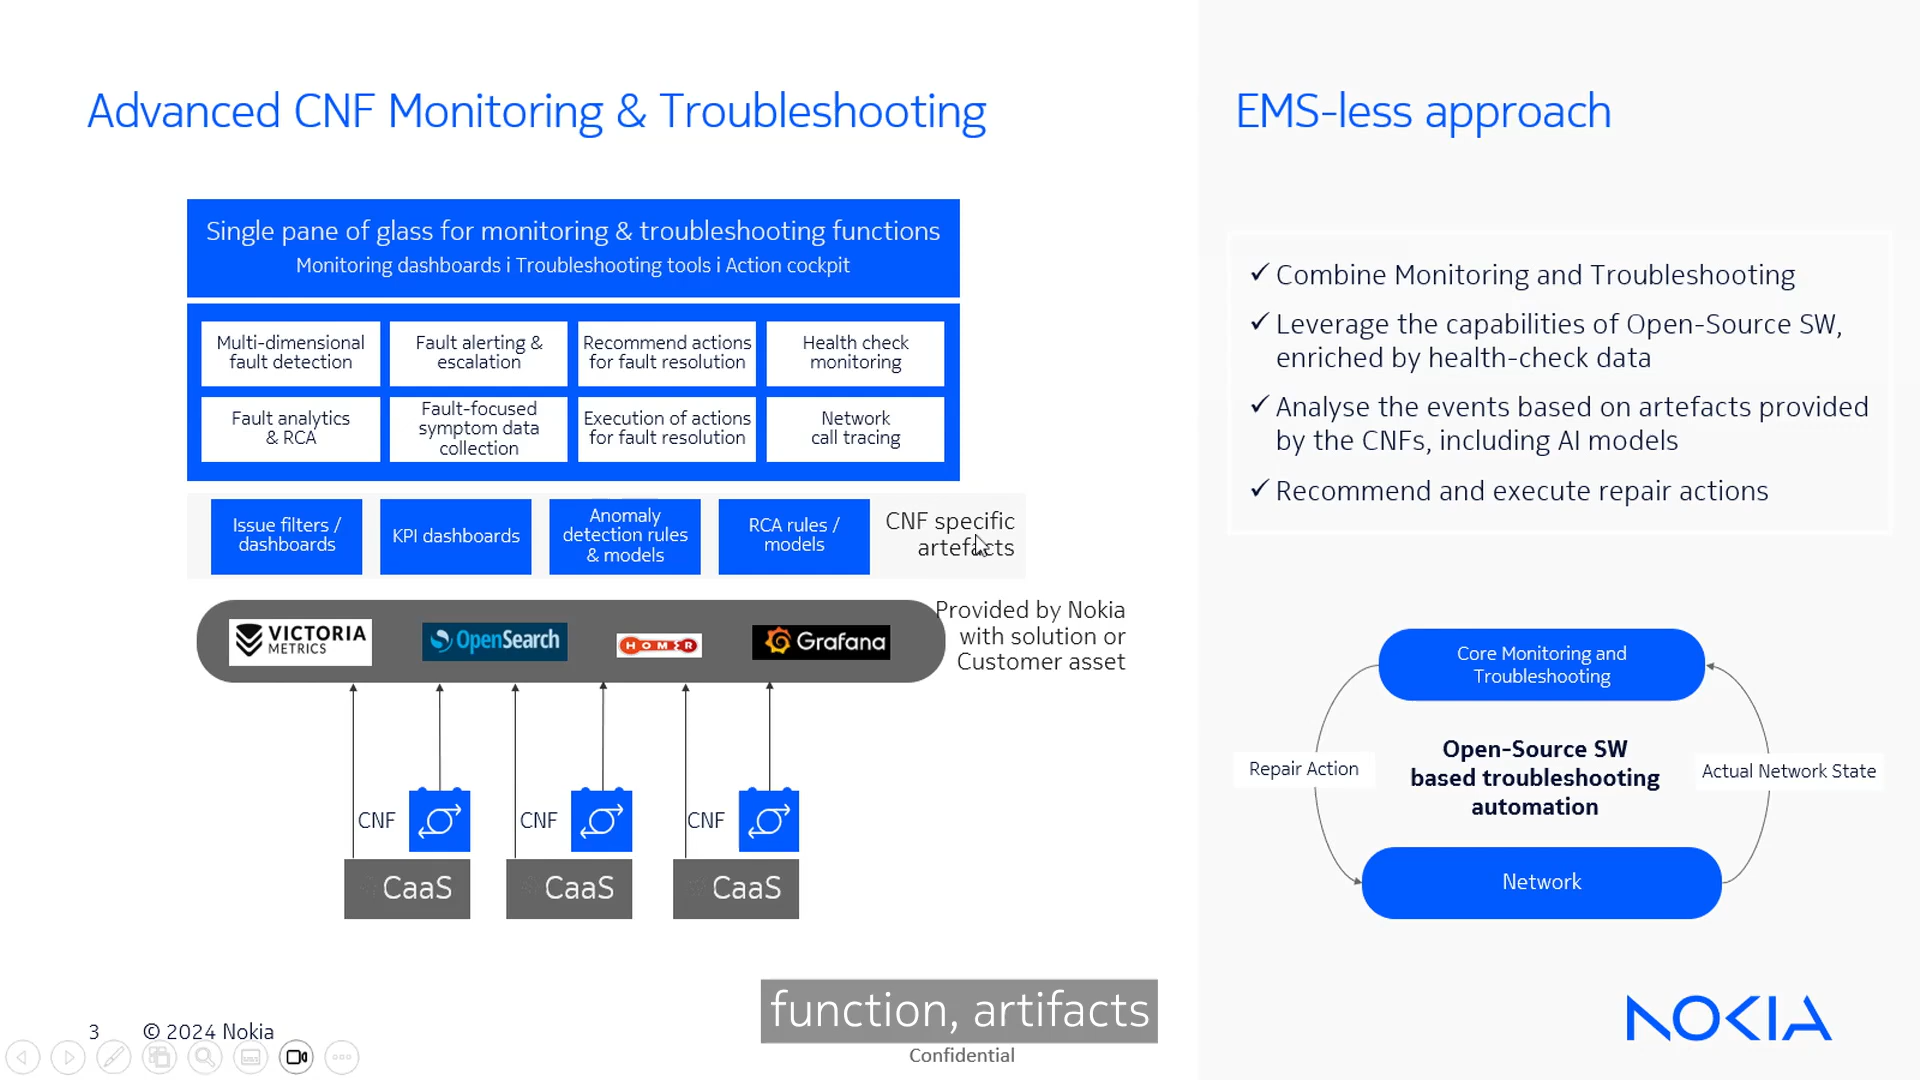 Advanced CNF Monitoring & Troubleshooting
Single pane of glass for monitoring & troubleshooting functions
Monitoring dashboards i Troubleshooting tools i Action cockpit
Multi-dimensional
fault detection
Fault alerting &
escalation
Recommend actions
for fault resolution
Health check
monitoring
Fault analytics
& RCA
Fault-focused
symptom data
collection
Execution of actions
for fault resolution
Network
call tracing
Issue filters /
dashboards
KPI dashboards
Anomaly
detection rules
& models
RCA rules /
models
CNF specific
artefacts
VICTORIA
METRICS
OpenSearch
HOMER
Grafana
Provided by Nokia
with solution or
Customer asset
CNF
CNF
CNF
CaaS
CaaS
CaaS
EMS-less approach
✓ Combine Monitoring and Troubleshooting
✓ Leverage the capabilities of Open-Source SW,
enriched by health-check data
✓ Analyse the events based on artefacts provided
by the CNFs, including AI models
✓ Recommend and execute repair actions
Core Monitoring and
Troubleshooting
Repair Action
Open-Source SW
based troubleshooting
automation
Actual Network State
Network
function, artifacts
3 © 2024 Nokia
Confidential
NOKIA